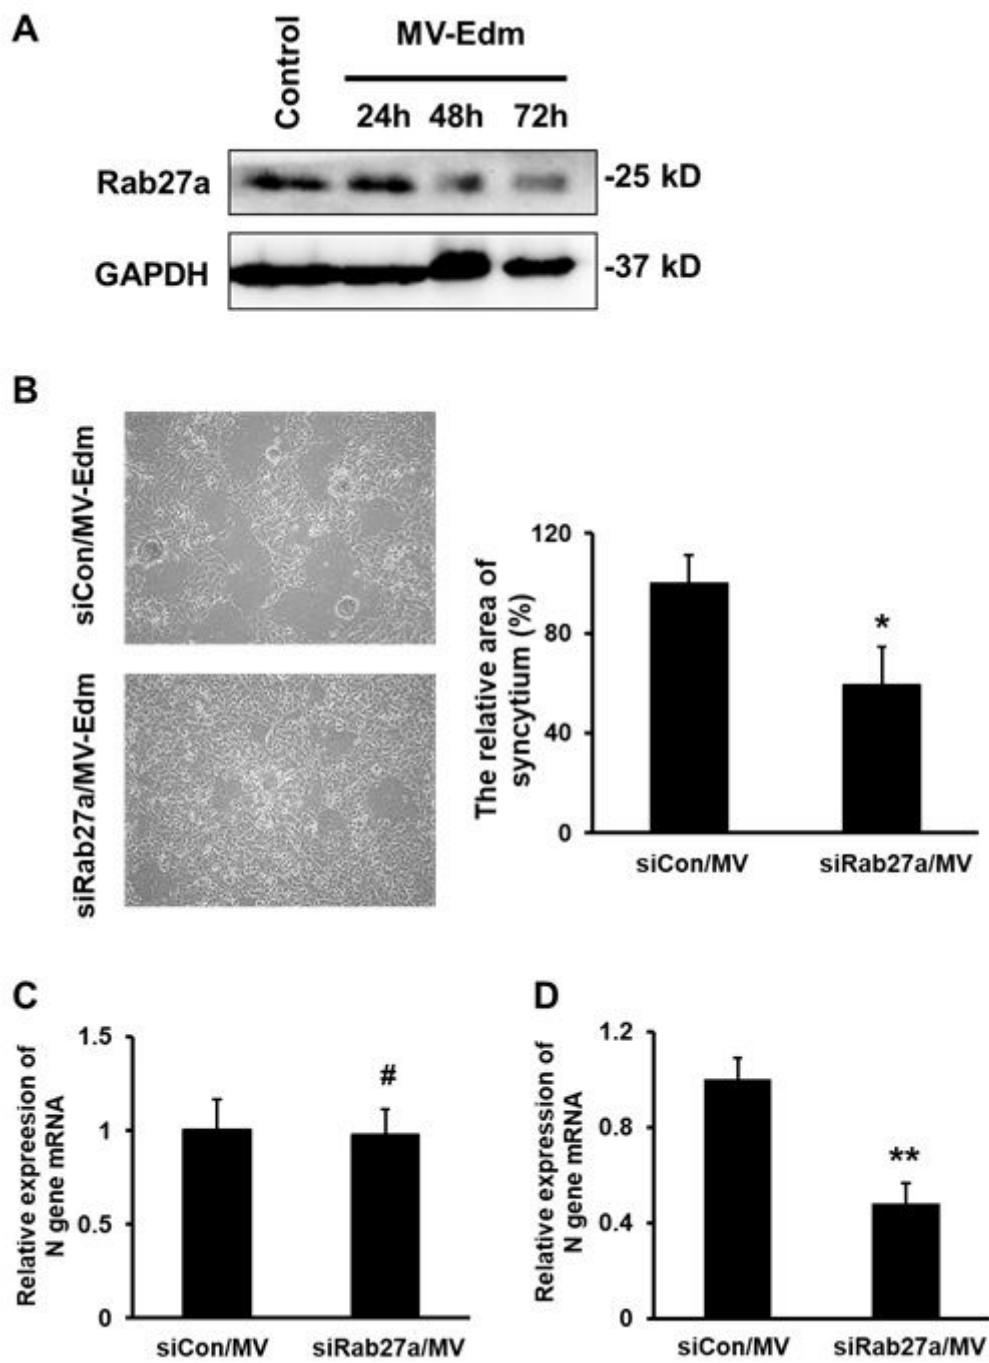 A
Control
MV-Edm
24h 48h 72h
Rab27a
-25 kD
GAPDH
-37 kD
B
siCon/MV-Edm
siRab27a/MV-Edm
The relative area of
syncytium (%)
120
80
40
0
*
siCon/MV
siRab27a/MV
C
Relative expreession of
N gene mRNA
1.5
1
0.5
0
#
siCon/MV
siRab27a/MV
D
Relative expression of
N gene mRNA
1.2
0.8
0.4
0
**
siCon/MV
siRab27a/MV